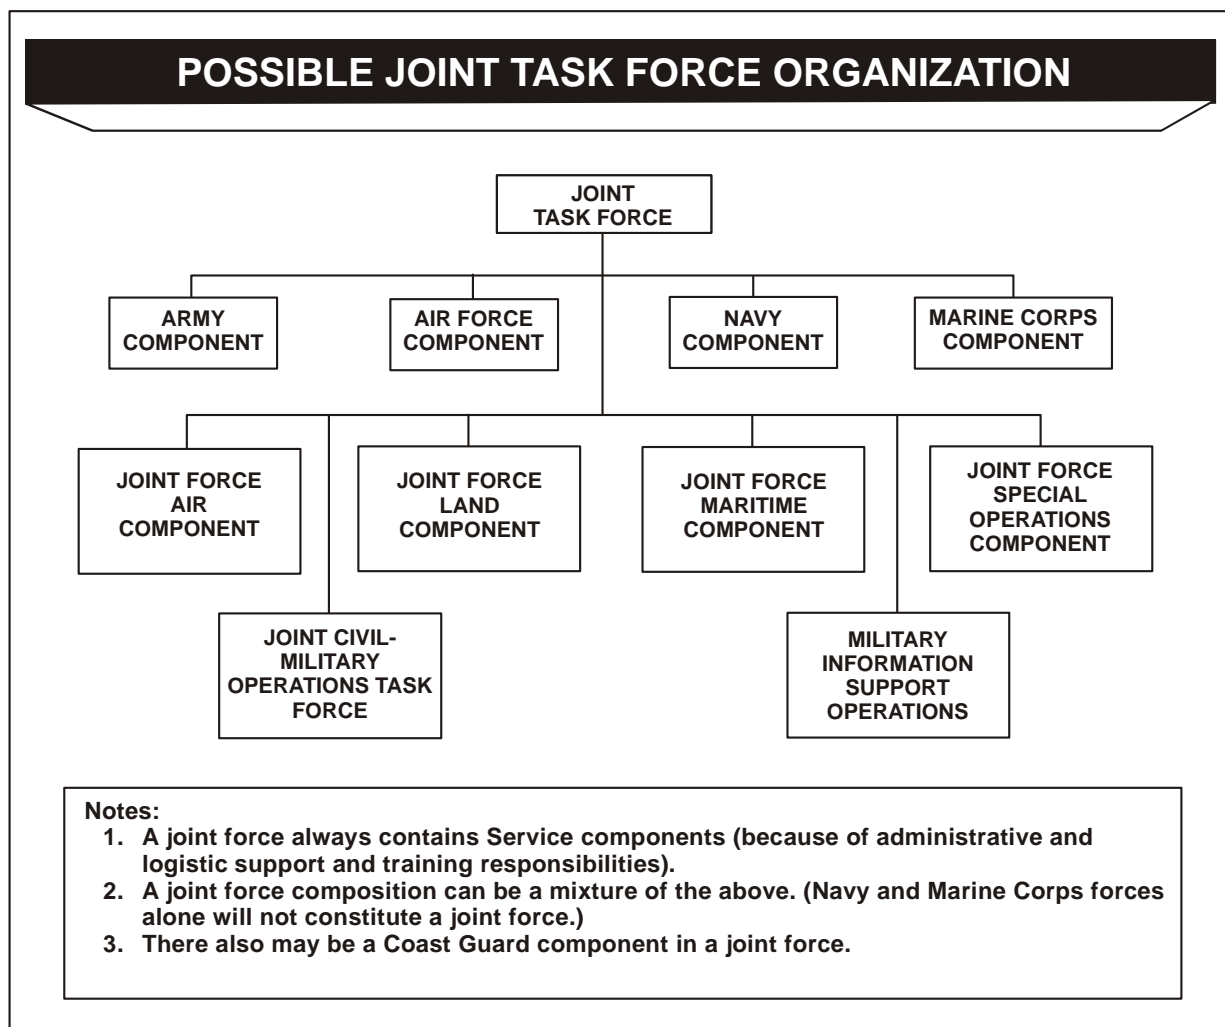 POSSIBLE JOINT TASK FORCE ORGANIZATION
JOINT
TASK FORCE
ARMY
COMPONENT
AIR FORCE
COMPONENT
NAVY
COMPONENT
MARINE CORPS
COMPONENT
JOINT FORCE
AIR
COMPONENT
JOINT FORCE
LAND
COMPONENT
JOINT FORCE
MARITIME
COMPONENT
JOINT FORCE
SPECIAL
OPERATIONS
COMPONENT
JOINT CIVIL-
MILITARY
OPERATIONS TASK
FORCE
MILITARY
INFORMATION
SUPPORT
OPERATIONS
Notes:
1. A joint force always contains Service components (because of administrative and
logistic support and training responsibilities).
2. A joint force composition can be a mixture of the above. (Navy and Marine Corps forces
alone will not constitute a joint force.)
3. There also may be a Coast Guard component in a joint force.